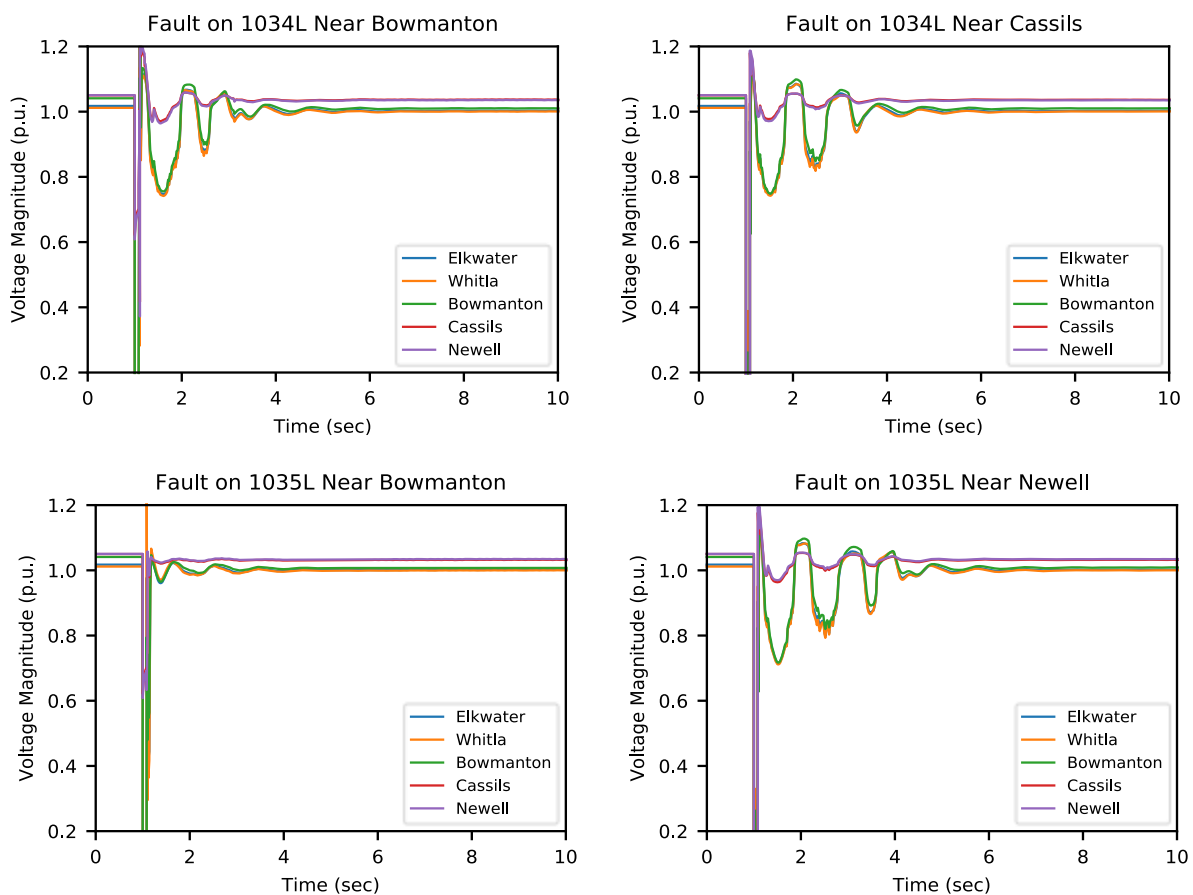 Fault on 1034L Near Bowmanton
1.2
1.0
0.8
0.6
0.4
0.2
Voltage Magnitude (p.u.)
Elkwater
Whitla
Bowmanton
Cassils
Newell
0 2 4 6 8 10
Time (sec)
Fault on 1034L Near Cassils
1.2
1.0
0.8
0.6
0.4
0.2
Voltage Magnitude (p.u.)
Elkwater
Whitla
Bowmanton
Cassils
Newell
0 2 4 6 8 10
Time (sec)
Fault on 1035L Near Bowmanton
1.2
1.0
0.8
0.6
0.4
0.2
Voltage Magnitude (p.u.)
Elkwater
Whitla
Bowmanton
Cassils
Newell
0 2 4 6 8 10
Time (sec)
Fault on 1035L Near Newell
1.2
1.0
0.8
0.6
0.4
0.2
Voltage Magnitude (p.u.)
Elkwater
Whitla
Bowmanton
Cassils
Newell
0 2 4 6 8 10
Time (sec)